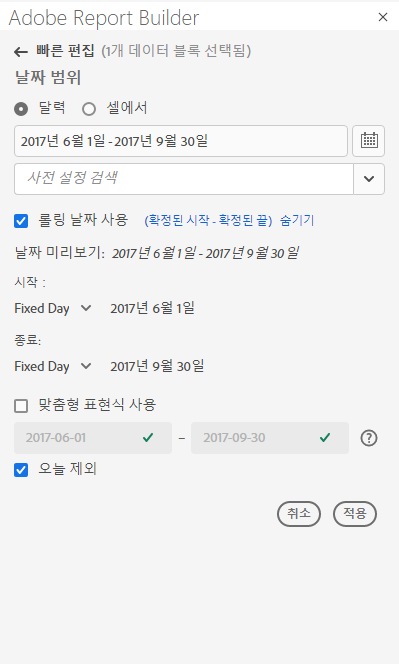 Adobe Report Builder
빠른 편집 (1개 데이터 블록 선택됨)
날짜 범위
달력 셀에서
2017년 6월 1일 - 2017년 9월 30일
사전 설정 검색
롤링 날짜 사용 (확정된 시작 - 확정된 끝) 숨기기
날짜 미리보기: 2017년 6월 1일 - 2017년 9월 30일
시작 :
Fixed Day 2017년 6월 1일
종료:
Fixed Day 2017년 9월 30일
맞춤형 표현식 사용
2017-06-01 – 2017-09-30
오늘 제외
취소 적용